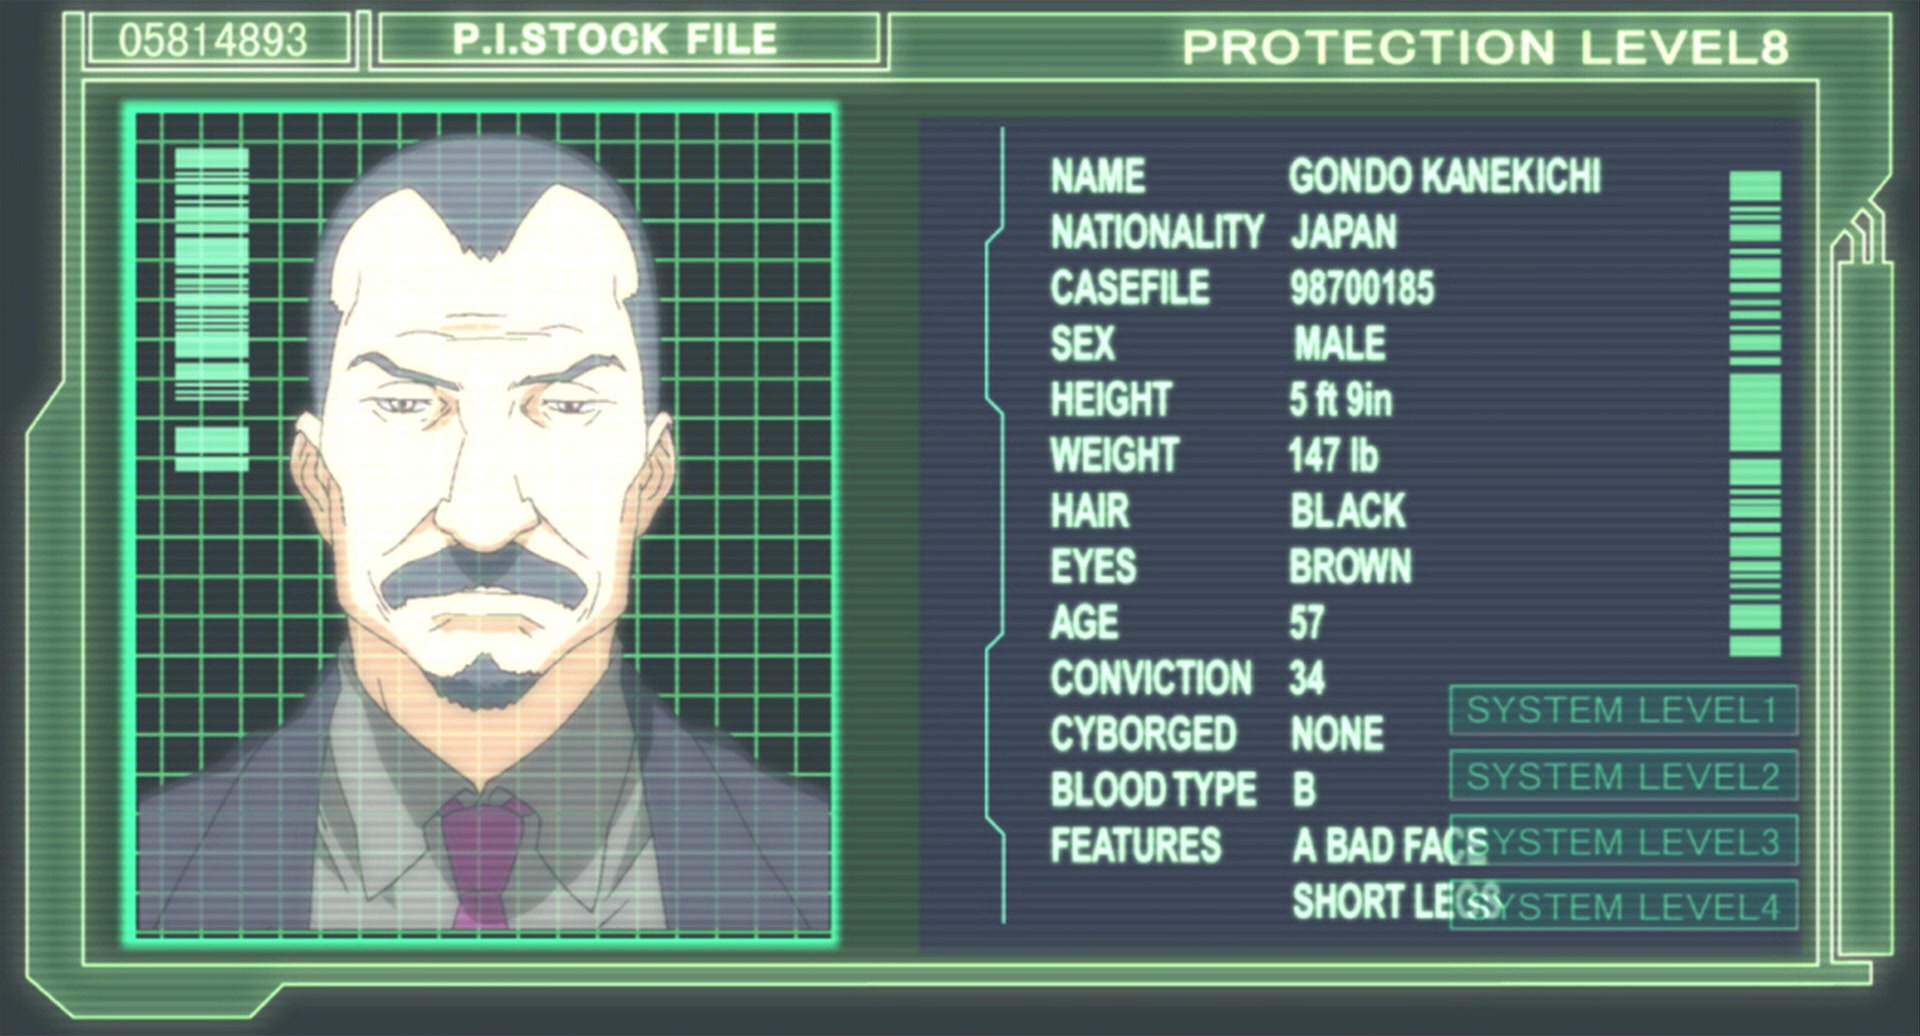 05814893
P.I.STOCK FILE
PROTECTION LEVEL8
NAME GONDO KANEKICHI
NATIONALITY JAPAN
CASEFILE 98700185
SEX MALE
HEIGHT 5 ft 9in
WEIGHT 147 lb
HAIR BLACK
EYES BROWN
AGE 57
CONVICTION 34
CYBORGED NONE
BLOOD TYPE B
FEATURES A BAD FACE
SHORT LEGS
SYSTEM LEVEL1
SYSTEM LEVEL2
SYSTEM LEVEL3
SYSTEM LEVEL4